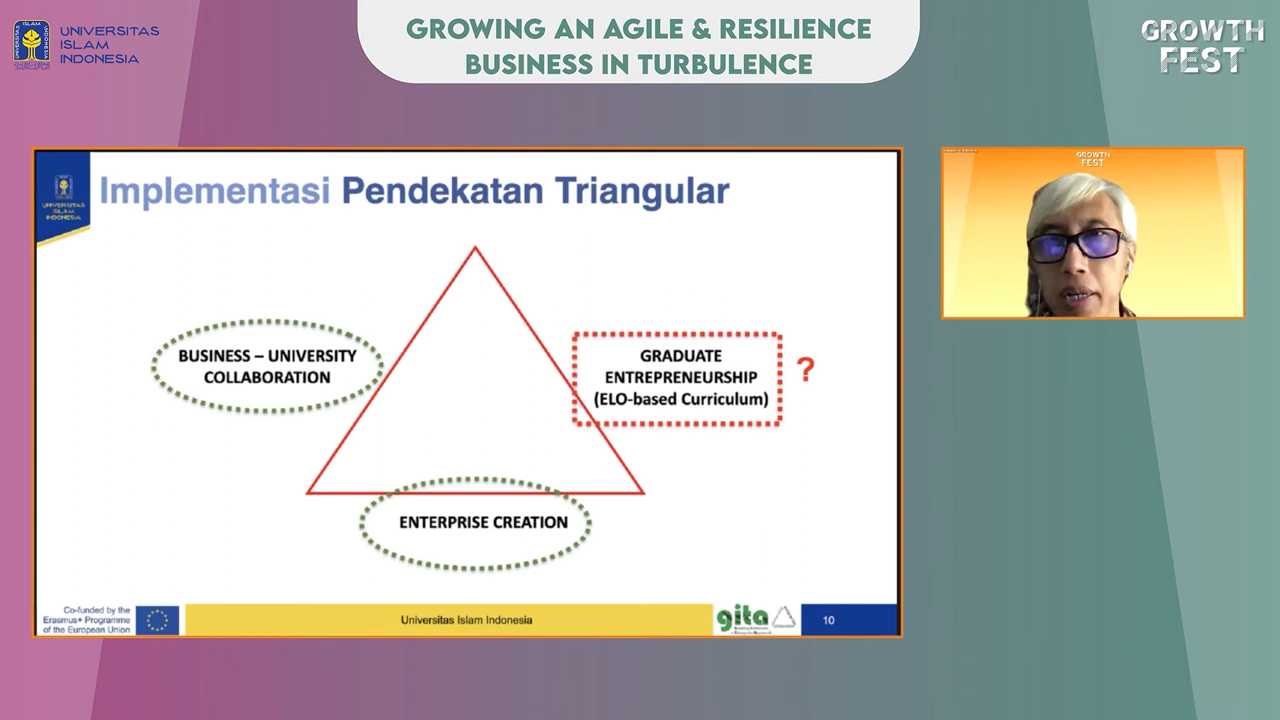 UNIVERSITAS
ISLAM
INDONESIA
GROWING AN AGILE & RESILIENCE
BUSINESS IN TURBULENCE
GROWTH
FEST
UNIVERSITAS
ISLAM
INDONESIA
Implementasi Pendekatan Triangular
BUSINESS – UNIVERSITY
COLLABORATION
GRADUATE
ENTREPRENEURSHIP
(ELO-based Curriculum)
?
ENTERPRISE CREATION
Co-funded by the
Erasmus+ Programme
of the European Union
Universitas Islam Indonesia
gita
10
GROWTH
FEST